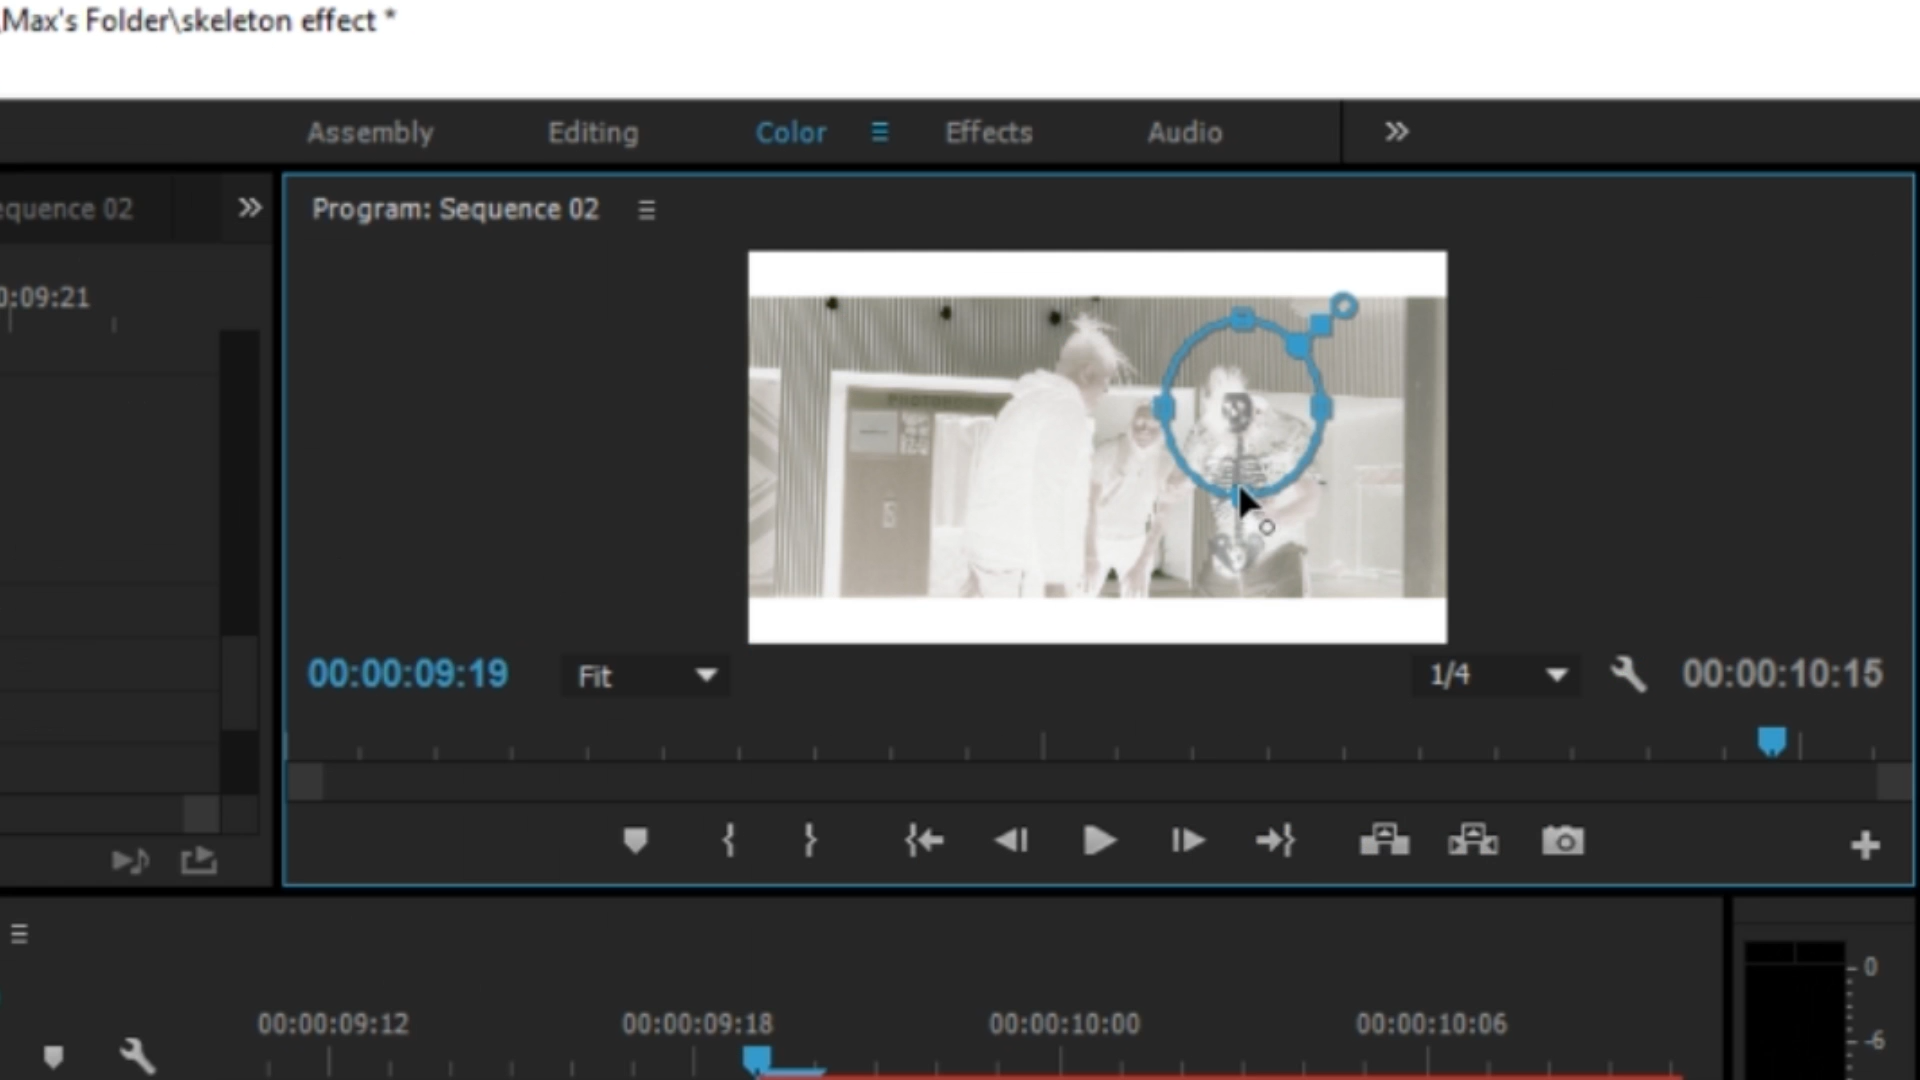 \Max's Folder\skeleton effect *
Assembly Editing Color Effects Audio
equence 02
Program: Sequence 02
0:09:21
00:00:09:19 Fit 1/4 00:00:10:15
0
00:00:09:12 00:00:09:18 00:00:10:00 00:00:10:06
-6